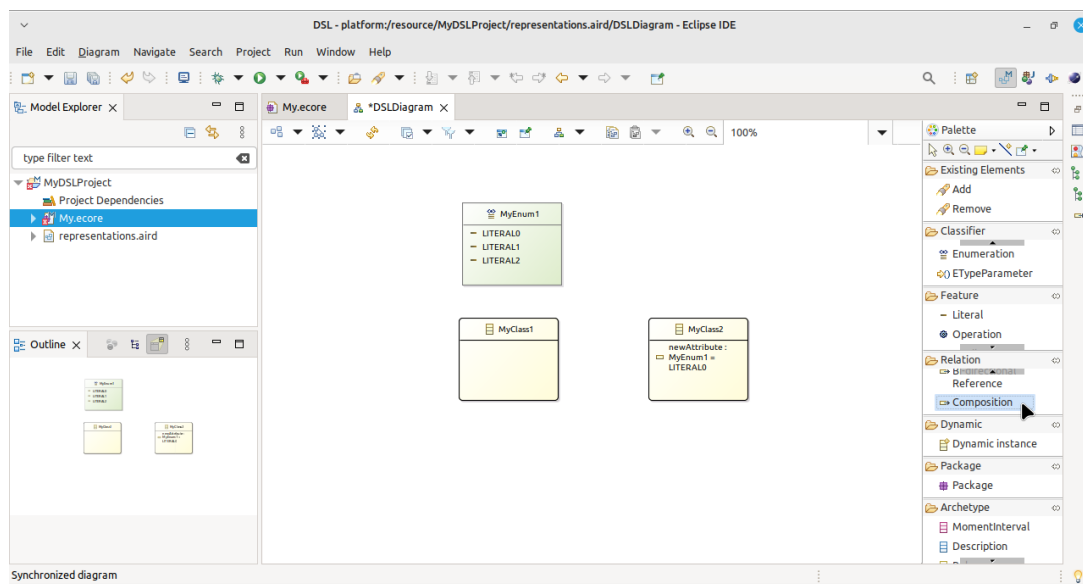 DSL - platform:/resource/MyDSLProject/representations.aird/DSLDiagram - Eclipse IDE
File Edit Diagram Navigate Search Project Run Window Help
Model Explorer
My.ecore
*DSLDiagram
100%
type filter text
MyDSLProject
Project Dependencies
My.ecore
representations.aird
Outline
MyEnum1
LITERAL0
LITERAL1
LITERAL2
MyClass1
MyClass2
newAttribute :
MyEnum1 =
LITERAL0
Palette
Existing Elements
Add
Remove
Classifier
Enumeration
ETypeParameter
Feature
Literal
Operation
Relation
Bidirectional
Reference
Composition
Dynamic
Dynamic instance
Package
Package
Archetype
MomentInterval
Description
Synchronized diagram